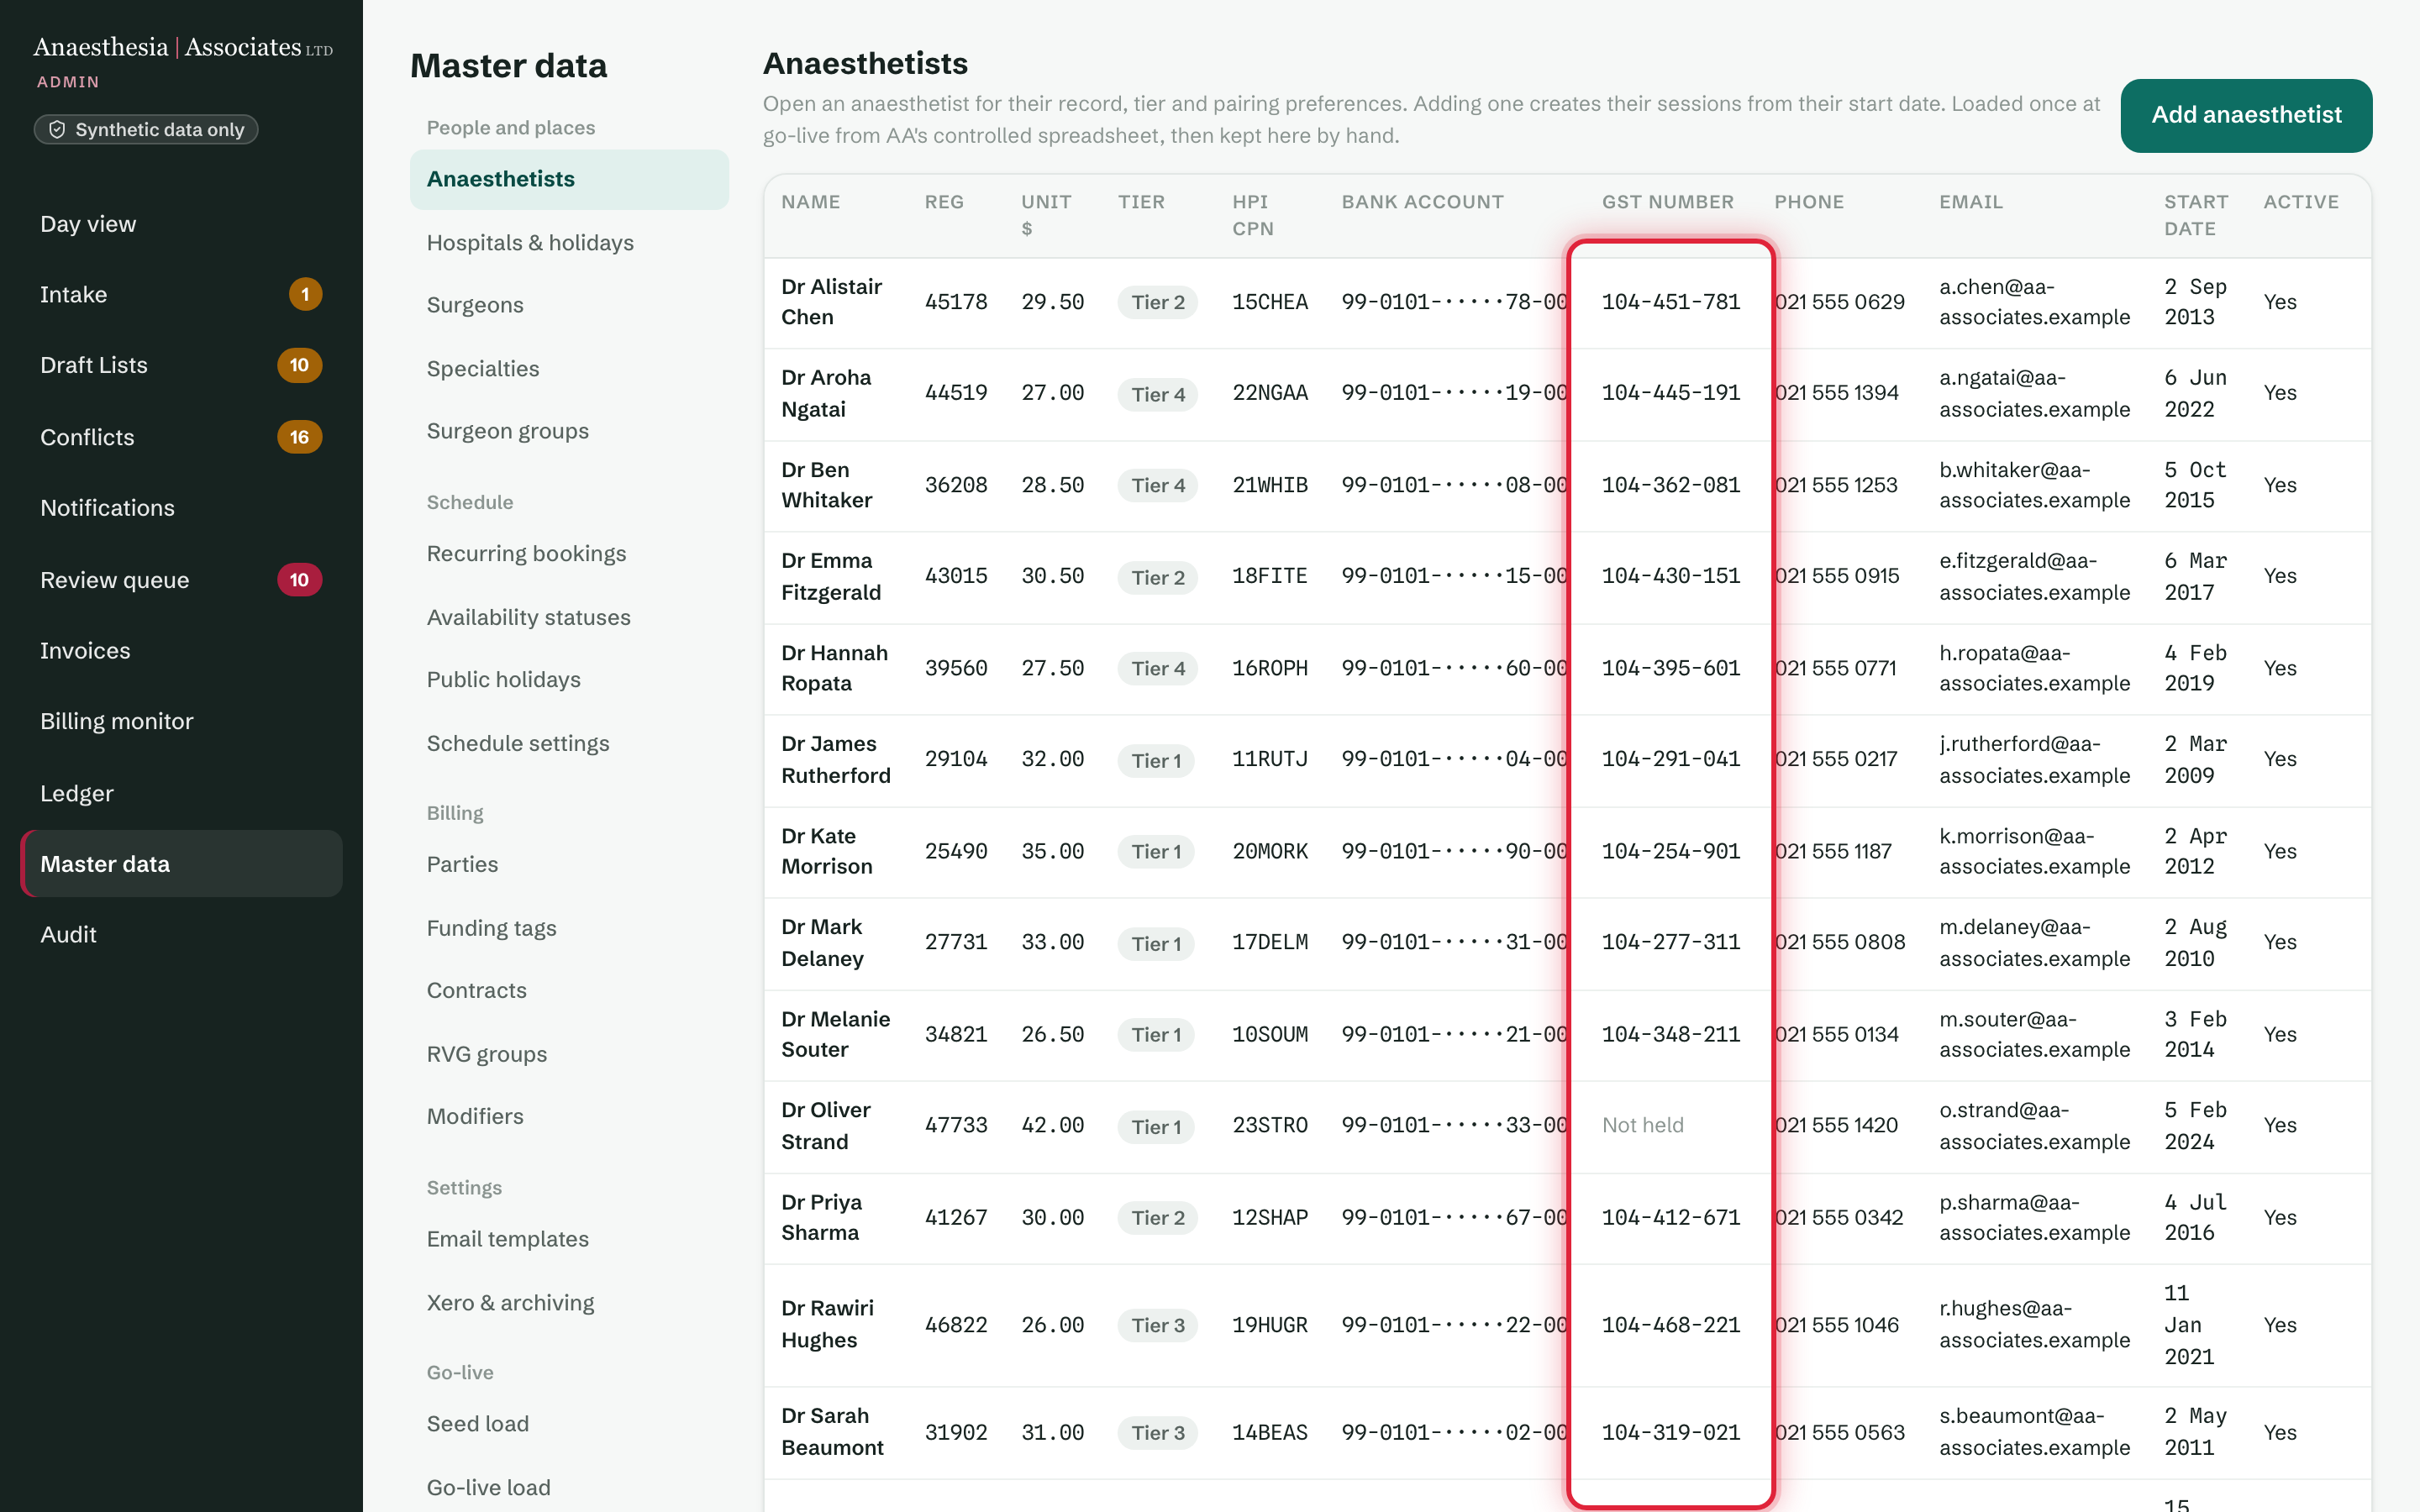 Anaesthesia | Associates LTD
ADMIN
Synthetic data only
Day view
Intake 1
Draft Lists 10
Conflicts 16
Notifications
Review queue 10
Invoices
Billing monitor
Ledger
Master data
Audit
Master data
People and places
Anaesthetists
Hospitals & holidays
Surgeons
Specialties
Surgeon groups
Schedule
Recurring bookings
Availability statuses
Public holidays
Schedule settings
Billing
Parties
Funding tags
Contracts
RVG groups
Modifiers
Settings
Email templates
Xero & archiving
Go-live
Seed load
Go-live load
Anaesthetists
Open an anaesthetist for their record, tier and pairing preferences. Adding one creates their sessions from their start date. Loaded once at
go-live from AA's controlled spreadsheet, then kept here by hand.
Add anaesthetist
NAME REG UNIT $ TIER HPI CPN BANK ACCOUNT GST NUMBER PHONE EMAIL START DATE ACTIVE
Dr Alistair Chen 45178 29.50 Tier 2 15CHEA 99-0101-·····78-00 104-451-781 021 555 0629 a.chen@aa-associates.example 2 Sep 2013 Yes
Dr Aroha Ngatai 44519 27.00 Tier 4 22NGAA 99-0101-·····19-00 104-445-191 021 555 1394 a.ngatai@aa-associates.example 6 Jun 2022 Yes
Dr Ben Whitaker 36208 28.50 Tier 4 21WHIB 99-0101-·····08-00 104-362-081 021 555 1253 b.whitaker@aa-associates.example 5 Oct 2015 Yes
Dr Emma Fitzgerald 43015 30.50 Tier 2 18FITE 99-0101-·····15-00 104-430-151 021 555 0915 e.fitzgerald@aa-associates.example 6 Mar 2017 Yes
Dr Hannah Ropata 39560 27.50 Tier 4 16ROPH 99-0101-·····60-00 104-395-601 021 555 0771 h.ropata@aa-associates.example 4 Feb 2019 Yes
Dr James Rutherford 29104 32.00 Tier 1 11RUTJ 99-0101-·····04-00 104-291-041 021 555 0217 j.rutherford@aa-associates.example 2 Mar 2009 Yes
Dr Kate Morrison 25490 35.00 Tier 1 20MORK 99-0101-·····90-00 104-254-901 021 555 1187 k.morrison@aa-associates.example 2 Apr 2012 Yes
Dr Mark Delaney 27731 33.00 Tier 1 17DELM 99-0101-·····31-00 104-277-311 021 555 0808 m.delaney@aa-associates.example 2 Aug 2010 Yes
Dr Melanie Souter 34821 26.50 Tier 1 10SOUM 99-0101-·····21-00 104-348-211 021 555 0134 m.souter@aa-associates.example 3 Feb 2014 Yes
Dr Oliver Strand 47733 42.00 Tier 1 23STRO 99-0101-·····33-00 Not held 021 555 1420 o.strand@aa-associates.example 5 Feb 2024 Yes
Dr Priya Sharma 41267 30.00 Tier 2 12SHAP 99-0101-·····67-00 104-412-671 021 555 0342 p.sharma@aa-associates.example 4 Jul 2016 Yes
Dr Rawiri Hughes 46822 26.00 Tier 3 19HUGR 99-0101-·····22-00 104-468-221 021 555 1046 r.hughes@aa-associates.example 11 Jan 2021 Yes
Dr Sarah Beaumont 31902 31.00 Tier 3 14BEAS 99-0101-·····02-00 104-319-021 021 555 0563 s.beaumont@aa-associates.example 2 May 2011 Yes
15